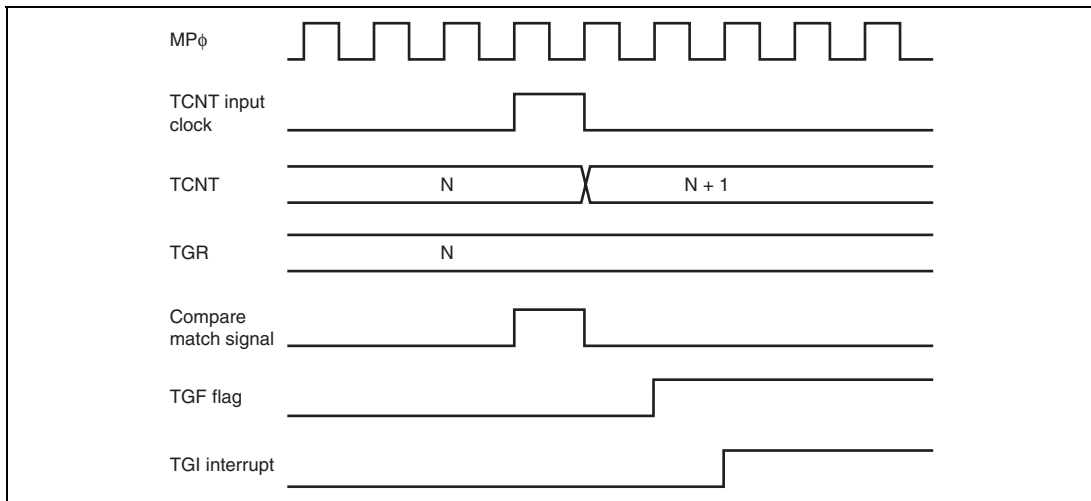 MPϕ
TCNT input
clock
TCNT
N
N + 1
TGR
N
Compare
match signal
TGF flag
TGI interrupt